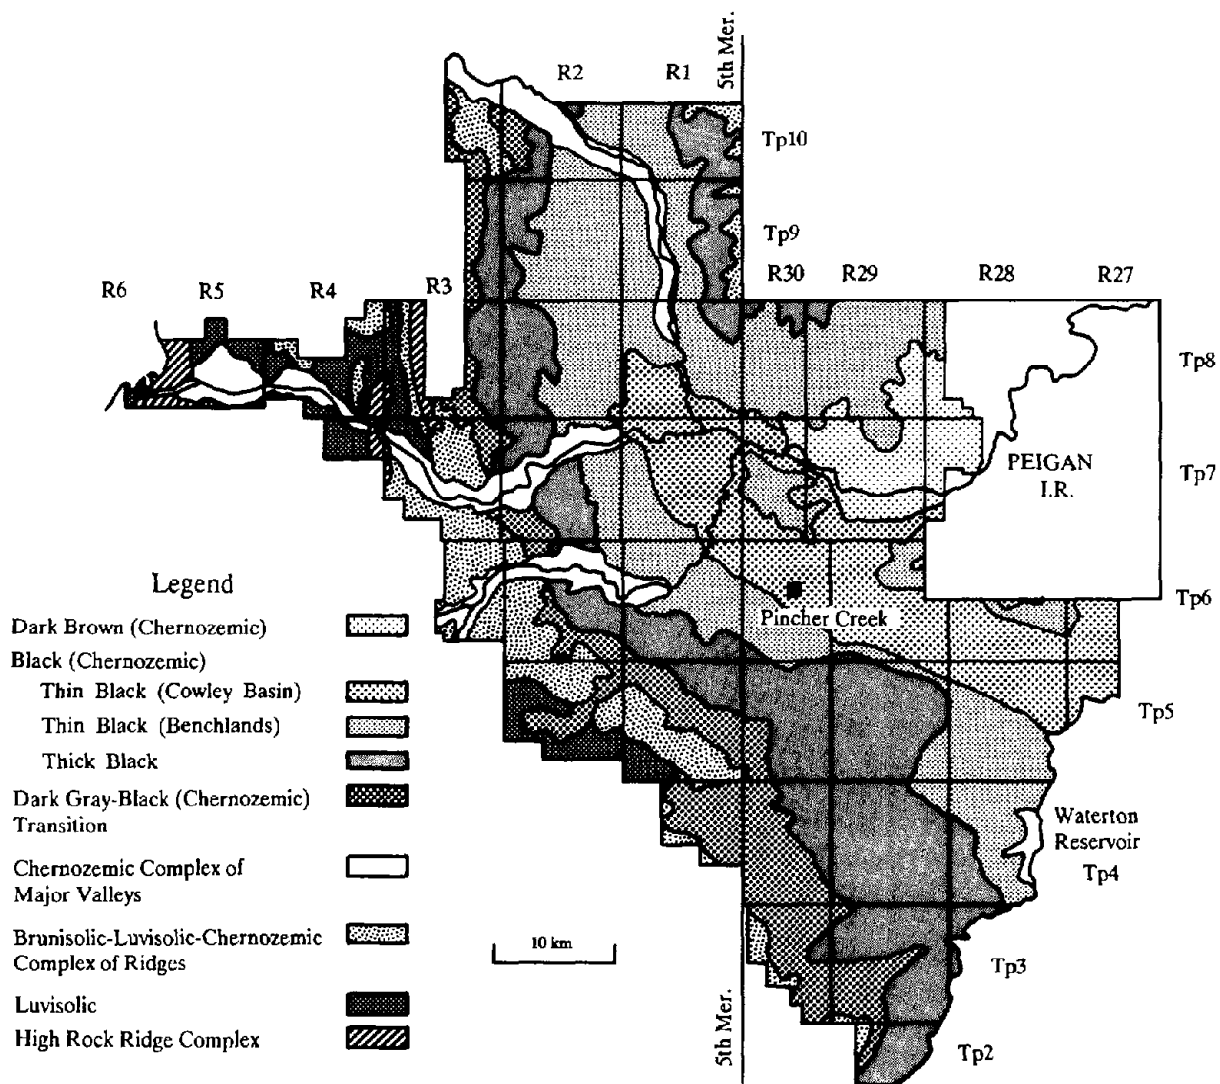 5th Mer.
R2
R1
Tp10
Tp9
R6
R5
R4
R3
R30
R29
R28
R27
Tp8
PEIGAN
I.R.
Tp7
Tp6
Pincher Creek
Tp5
Waterton
Reservoir
Tp4
Tp3
Tp2
5th Mer.
10 km
Legend
Dark Brown (Chernozemic)
Black (Chernozemic)
Thin Black (Cowley Basin)
Thin Black (Benchlands)
Thick Black
Dark Gray-Black (Chernozemic)
Transition
Chernozemic Complex of
Major Valleys
Brunisolic-Luvisolic-Chernozemic
Complex of Ridges
Luvisolic
High Rock Ridge Complex